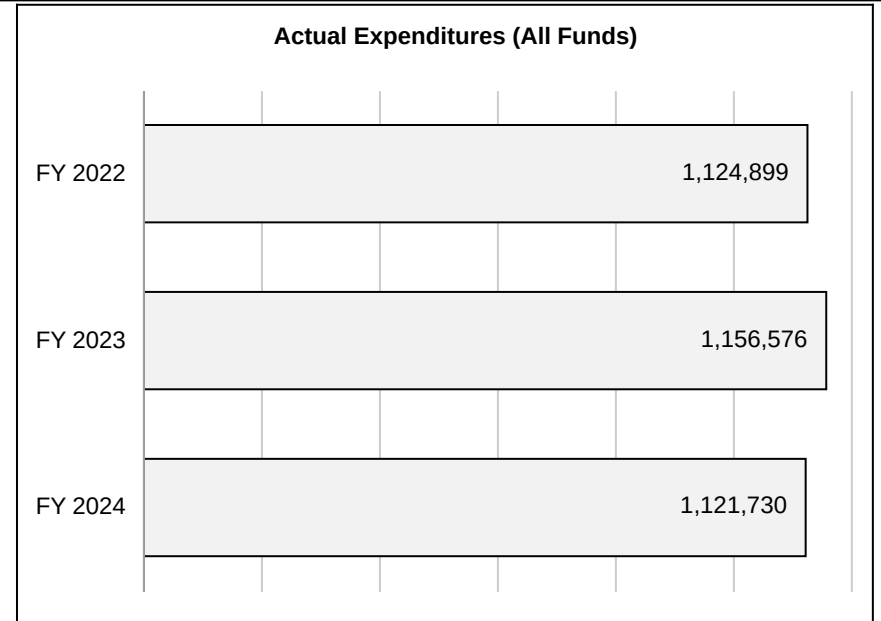 Actual Expenditures (All Funds)
FY 2022
1,124,899
FY 2023
1,156,576
FY 2024
1,121,730